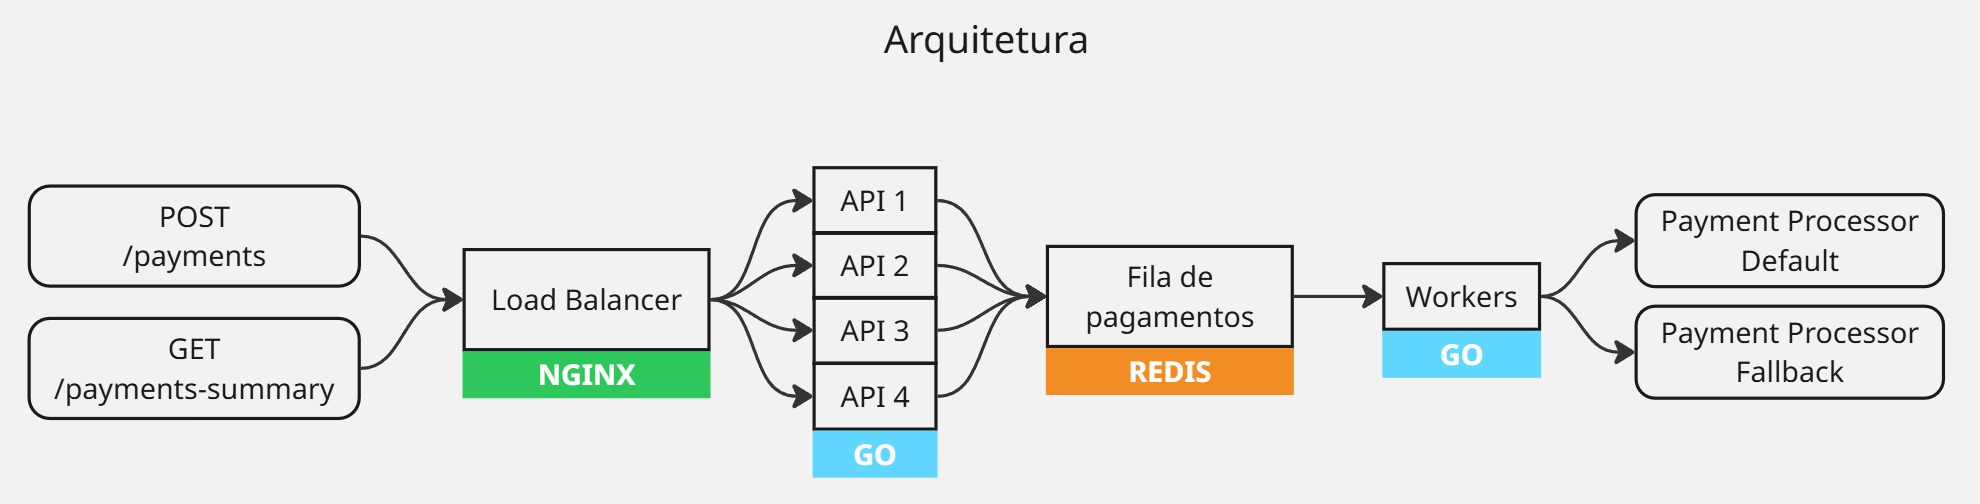 Arquitetura
POST
/payments
GET
/payments-summary
Load Balancer
NGINX
API 1
API 2
API 3
API 4
GO
Fila de
pagamentos
REDIS
Workers
GO
Payment Processor
Default
Payment Processor
Fallback